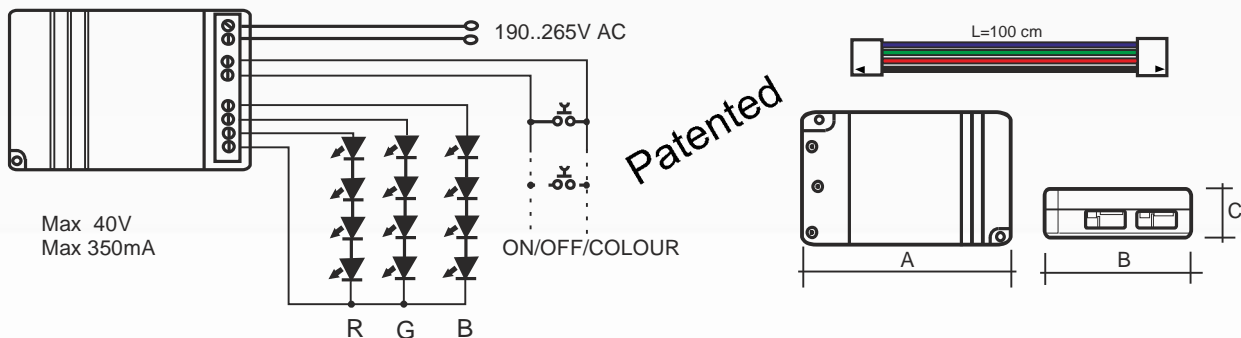 190..265V AC
L=100 cm
Patented
Max 40V
Max 350mA
ON/OFF/COLOUR
R G B
A
B
C